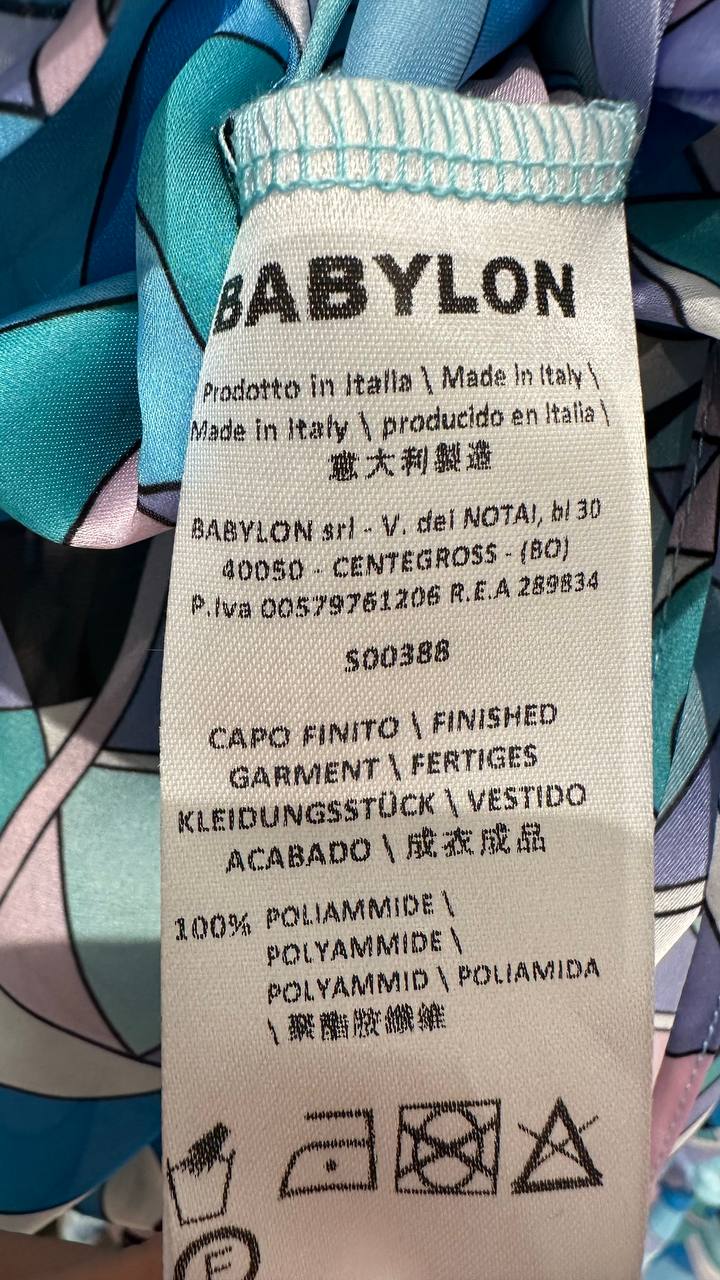 BABYLON
Prodotto in Italia \ Made in Italy \
Made in Italy \ producido en Italia \
意大利製造
BABYLON srl - V. dei NOTAI, bl 30
40050 - CENTEGROSS - (BO)
P.Iva 00579761206 R.E.A 289834
S00388
CAPO FINITO \ FINISHED
GARMENT \ FERTIGES
KLEIDUNGSSTÜCK \ VESTIDO
ACABADO \ 成衣成品
100% POLIAMMIDE \
POLYAMMIDE \
POLYAMMID \ POLIAMIDA
\ 聚酯胺纖維
F